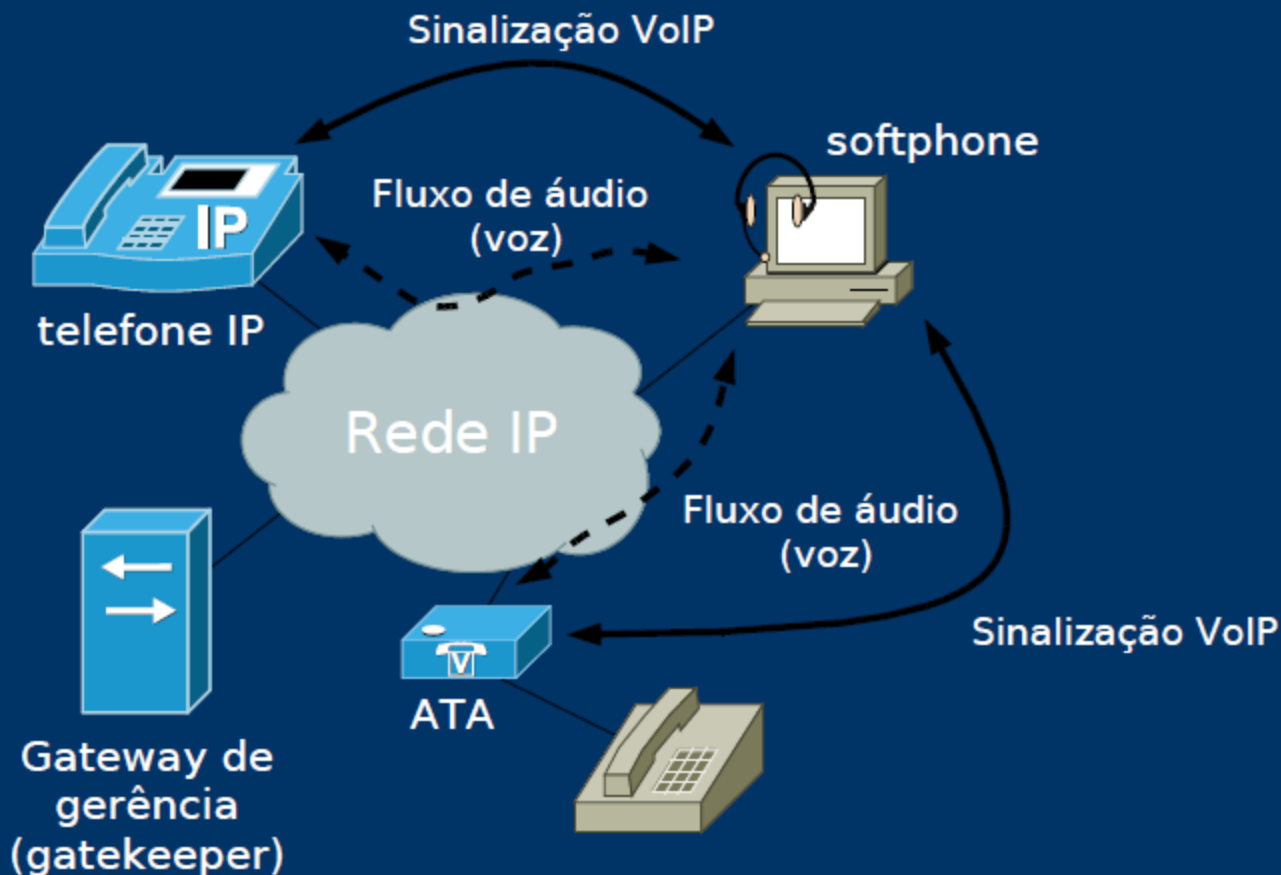 Sinalização VoIP
softphone
Fluxo de áudio
(voz)
IP
telefone IP
Rede IP
Fluxo de áudio
(voz)
Sinalização VoIP
V
ATA
Gateway de
gerência
(gatekeeper)